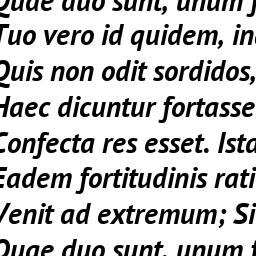 Quae duo sunt, unum f
Tuo vero id quidem, in
Quis non odit sordidos,
Haec dicuntur fortasse
Confecta res esset. Ista
Eadem fortitudinis rati
Venit ad extremum; Si
Quae duo sunt, unum f